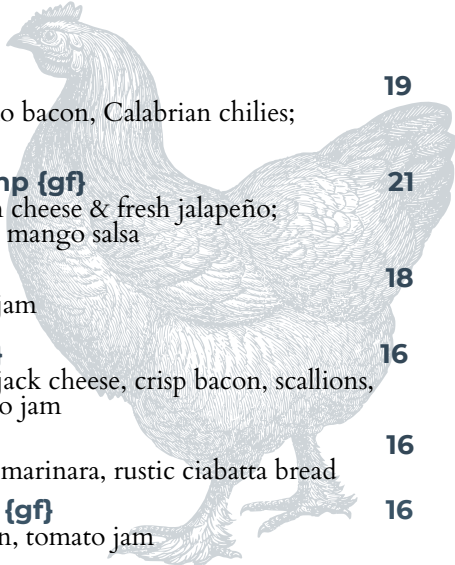 19
o bacon, Calabrian chilies;
{gf} 21
cheese & fresh jalapeño;
mango salsa
18
jam
16
jack cheese, crisp bacon, scallions,
o jam
16
marinara, rustic ciabatta bread
{gf} 16
n, tomato jam